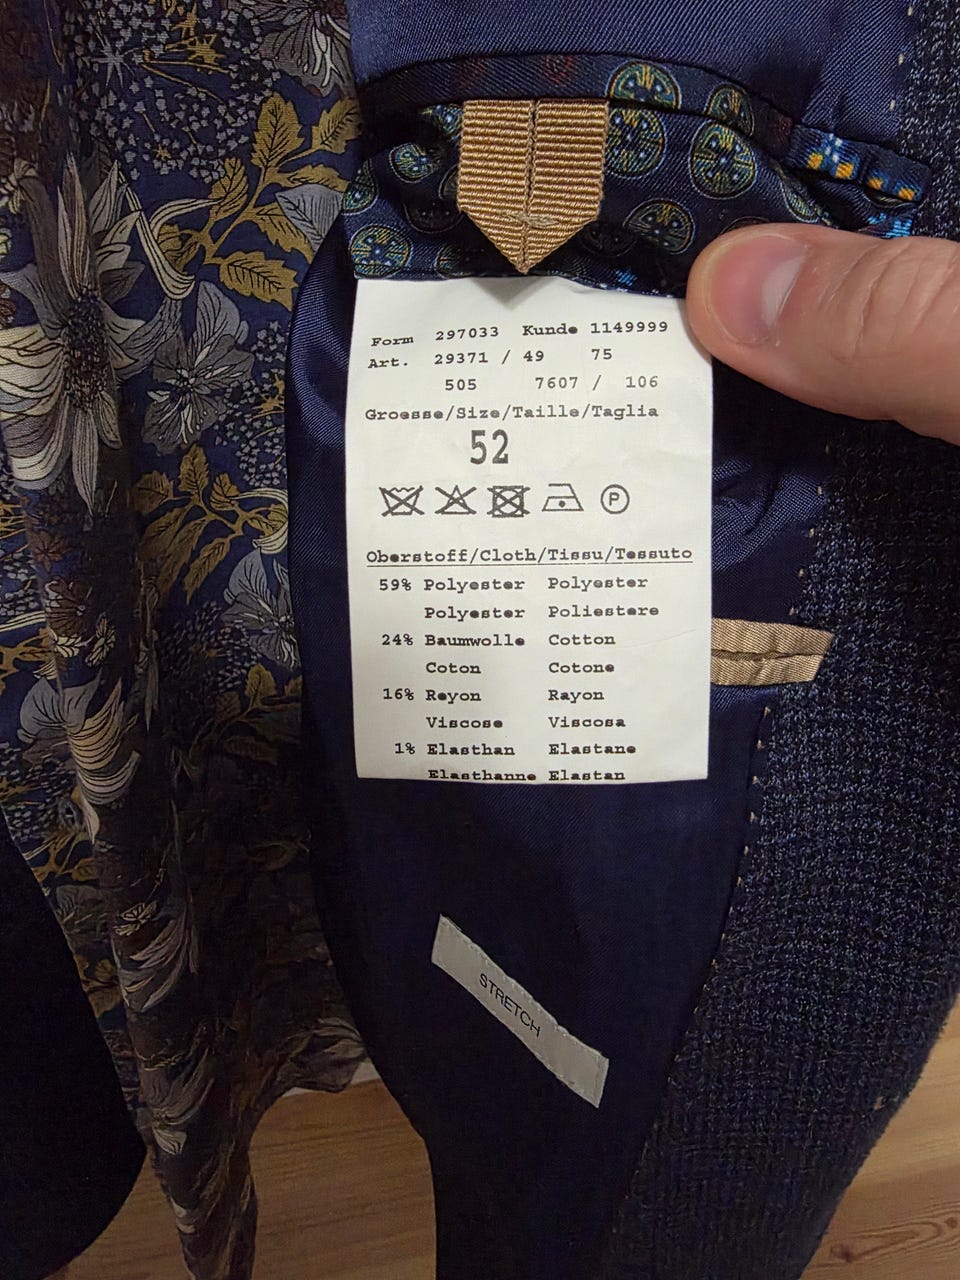 Form 297033 Kunde 1149999
Art. 29371 / 49 75
505 7607 / 106
Groesse/Size/Taille/Taglia
52
P
Oberstoff/Cloth/Tissu/Tessuto
59% Polyester Polyester
Polyester Poliestere
24% Baumwolle Cotton
Coton Cotone
16% Reyon Rayon
Viscose Viscosa
1% Elasthan Elastane
Elasthanne Elastan
STRETCH